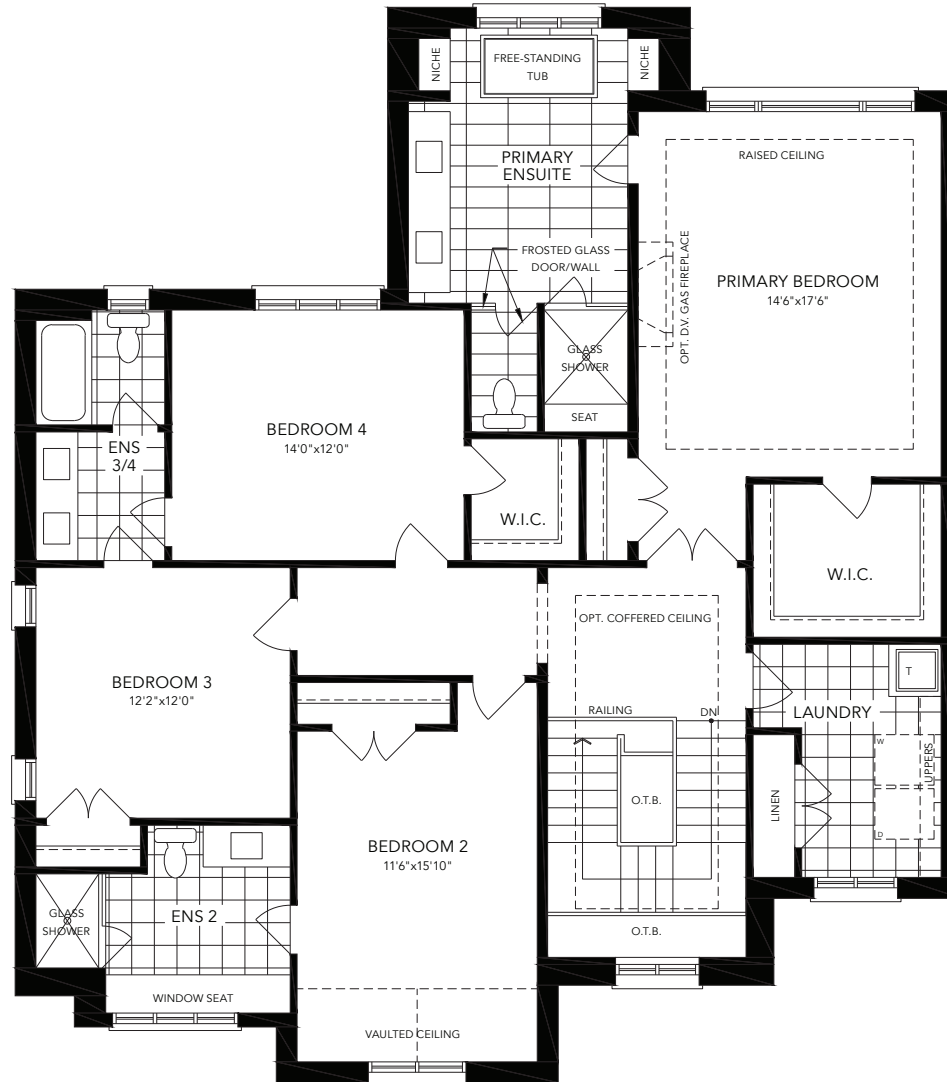 NICHE
FREE-STANDING
TUB
NICHE
PRIMARY
ENSUITE
RAISED CEILING
FROSTED GLASS
DOOR/WALL
OPT. D.V. GAS FIREPLACE
PRIMARY BEDROOM
14'6"x17'6"
GLASS
SHOWER
SEAT
BEDROOM 4
14'0"x12'0"
ENS
3/4
W.I.C.
W.I.C.
OPT. COFFERED CEILING
BEDROOM 3
12'2"x12'0"
T
LAUNDRY
RAILING
DN
W
UPPERS
D
LINEN
O.T.B.
BEDROOM 2
11'6"x15'10"
GLASS
SHOWER
ENS 2
O.T.B.
WINDOW SEAT
VAULTED CEILING